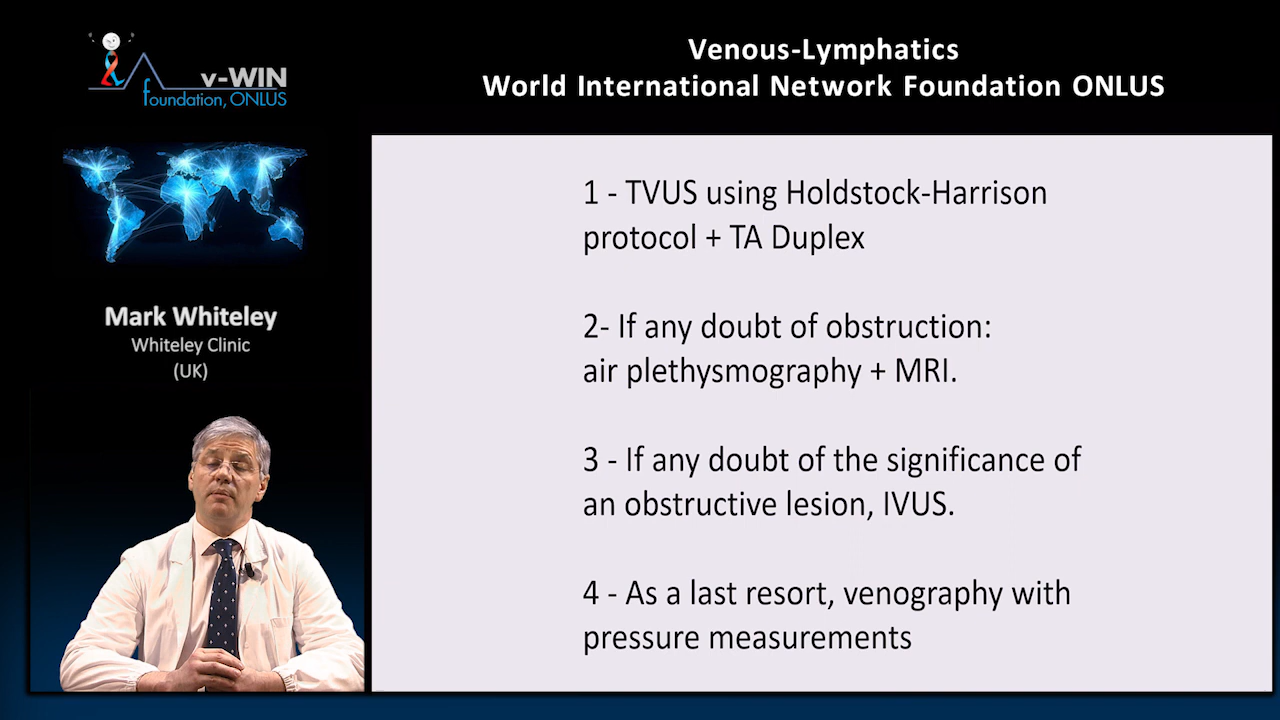 v-WIN
foundation, ONLUS
Venous-Lymphatics
World International Network Foundation ONLUS
Mark Whiteley
Whiteley Clinic
(UK)
1 - TVUS using Holdstock-Harrison
protocol + TA Duplex
2- If any doubt of obstruction:
air plethysmography + MRI.
3 - If any doubt of the significance of
an obstructive lesion, IVUS.
4 - As a last resort, venography with
pressure measurements